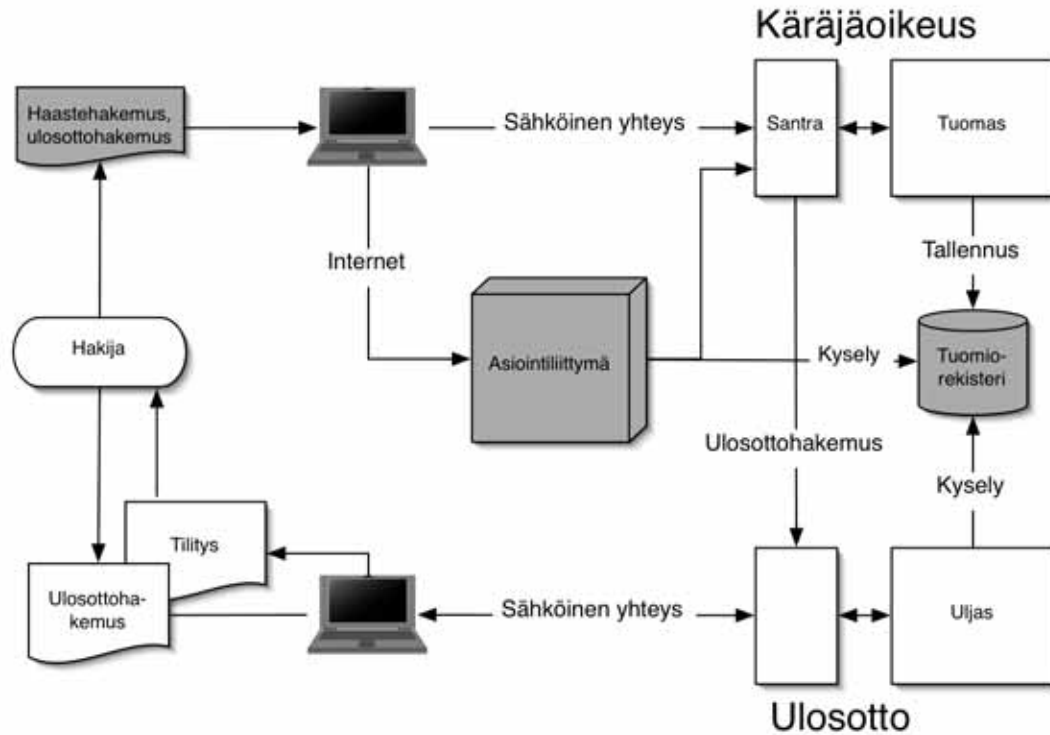 Käräjäoikeus
Haastehakemus,
ulosottohakemus
Sähköinen yhteys
Santra
Tuomas
Internet
Tallennus
Hakija
Asiointiliittymä
Kysely
Tuomio-
rekisteri
Ulosottohakemus
Kysely
Tilitys
Ulosottoha-
kemus
Sähköinen yhteys
Uljas
Ulosotto